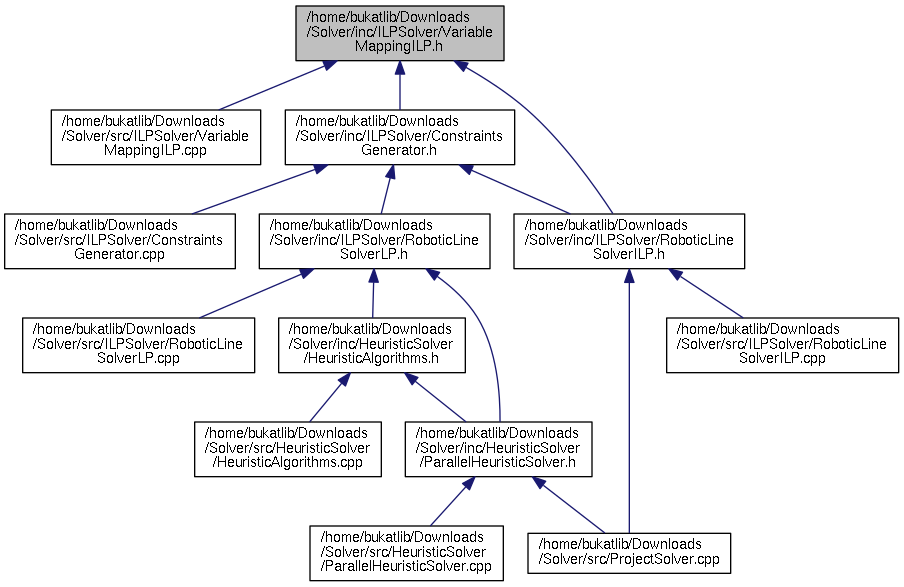 /home/bukatlib/Downloads
/Solver/inc/ILPSolver/Variable
MappingILP.h
/home/bukatlib/Downloads
/Solver/src/ILPSolver/Variable
MappingILP.cpp
/home/bukatlib/Downloads
/Solver/inc/ILPSolver/Constraints
Generator.h
/home/bukatlib/Downloads
/Solver/src/ILPSolver/Constraints
Generator.cpp
/home/bukatlib/Downloads
/Solver/inc/ILPSolver/RoboticLine
SolverLP.h
/home/bukatlib/Downloads
/Solver/inc/ILPSolver/RoboticLine
SolverILP.h
/home/bukatlib/Downloads
/Solver/src/ILPSolver/RoboticLine
SolverLP.cpp
/home/bukatlib/Downloads
/Solver/inc/HeuristicSolver
/HeuristicAlgorithms.h
/home/bukatlib/Downloads
/Solver/src/ILPSolver/RoboticLine
SolverILP.cpp
/home/bukatlib/Downloads
/Solver/src/HeuristicSolver
/HeuristicAlgorithms.cpp
/home/bukatlib/Downloads
/Solver/inc/HeuristicSolver
/ParallelHeuristicSolver.h
/home/bukatlib/Downloads
/Solver/src/HeuristicSolver
/ParallelHeuristicSolver.cpp
/home/bukatlib/Downloads
/Solver/src/ProjectSolver.cpp